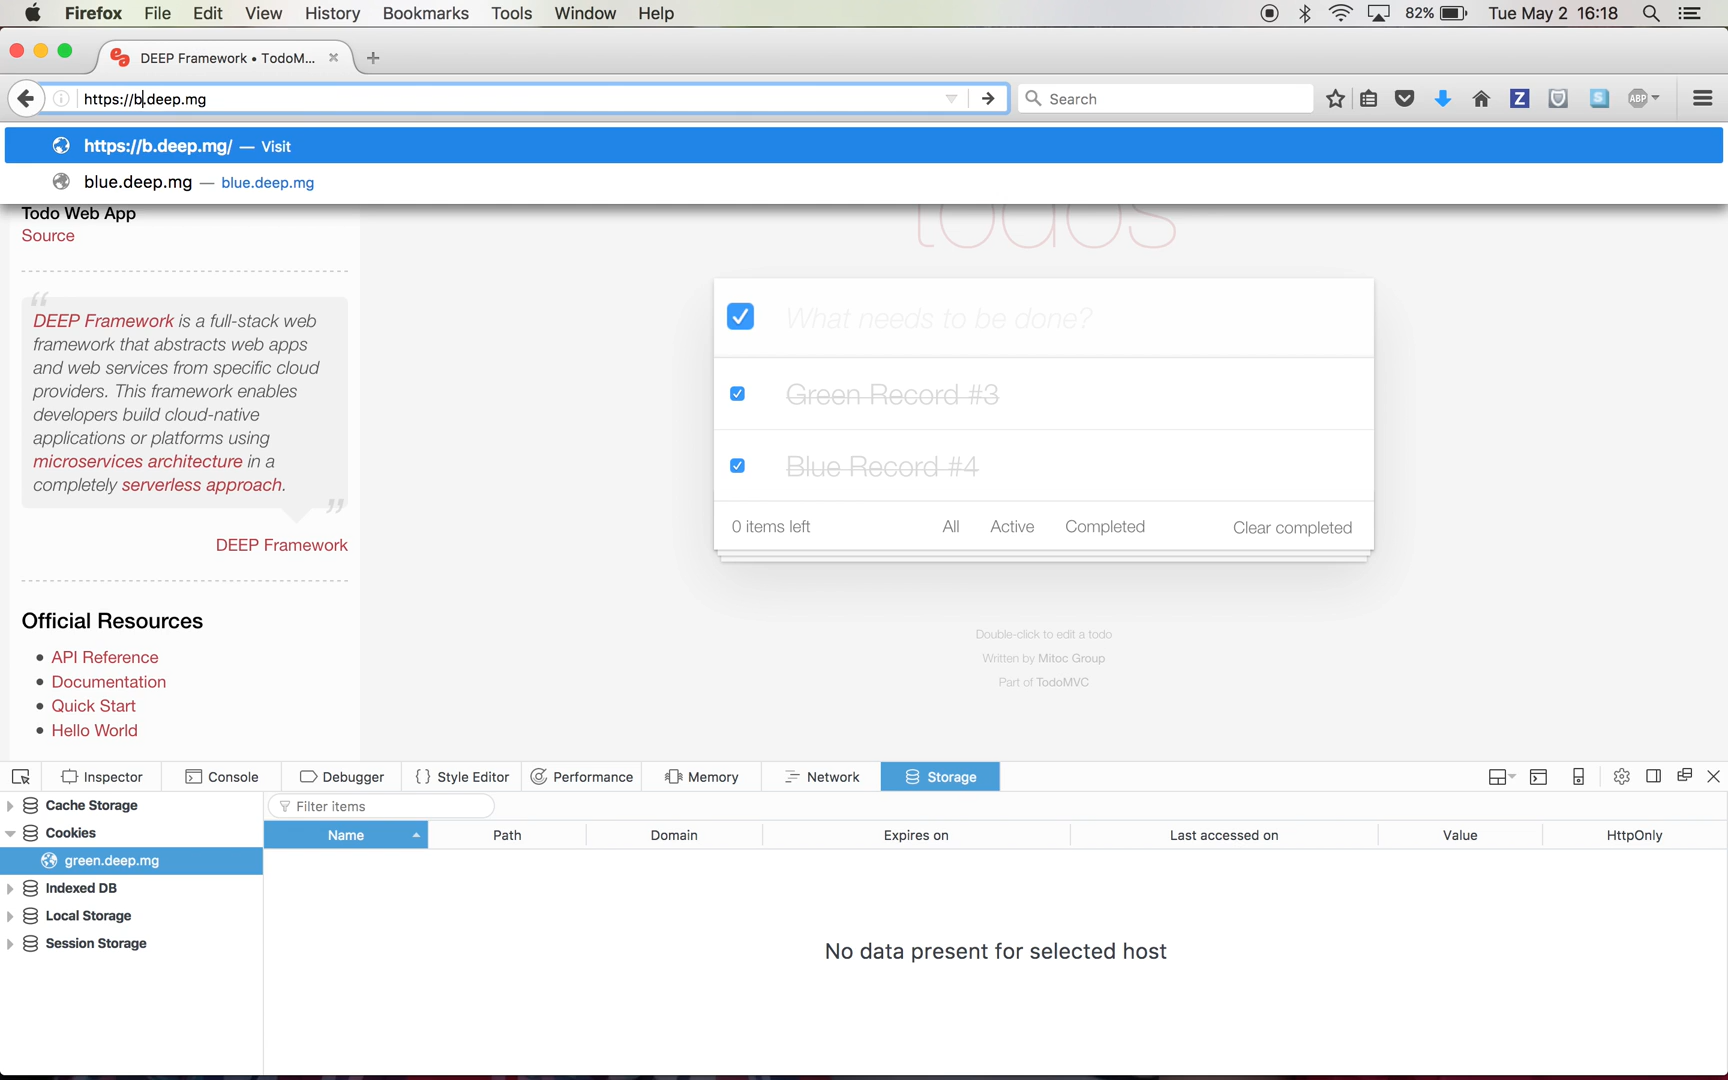 Firefox File Edit View History Bookmarks Tools Window Help 82% Tue May 2 16:18
DEEP Framework • TodoM...
https://b.deep.mg
Search
Z
S
ABP
https://b.deep.mg/ — Visit
blue.deep.mg — blue.deep.mg
Todo Web App
Source
“
DEEP Framework is a full-stack web
framework that abstracts web apps
and web services from specific cloud
providers. This framework enables
developers build cloud-native
applications or platforms using
microservices architecture in a
completely serverless approach.
”
DEEP Framework
Official Resources
• API Reference
• Documentation
• Quick Start
• Hello World
todos
What needs to be done?
Green Record #3
Blue Record #4
0 items left All Active Completed Clear completed
Double-click to edit a todo
Written by Mitoc Group
Part of TodoMVC
Inspector Console Debugger {} Style Editor Performance Memory Network Storage
Cache Storage
Cookies
green.deep.mg
Indexed DB
Local Storage
Session Storage
Filter items
Name Path Domain Expires on Last accessed on Value HttpOnly
No data present for selected host